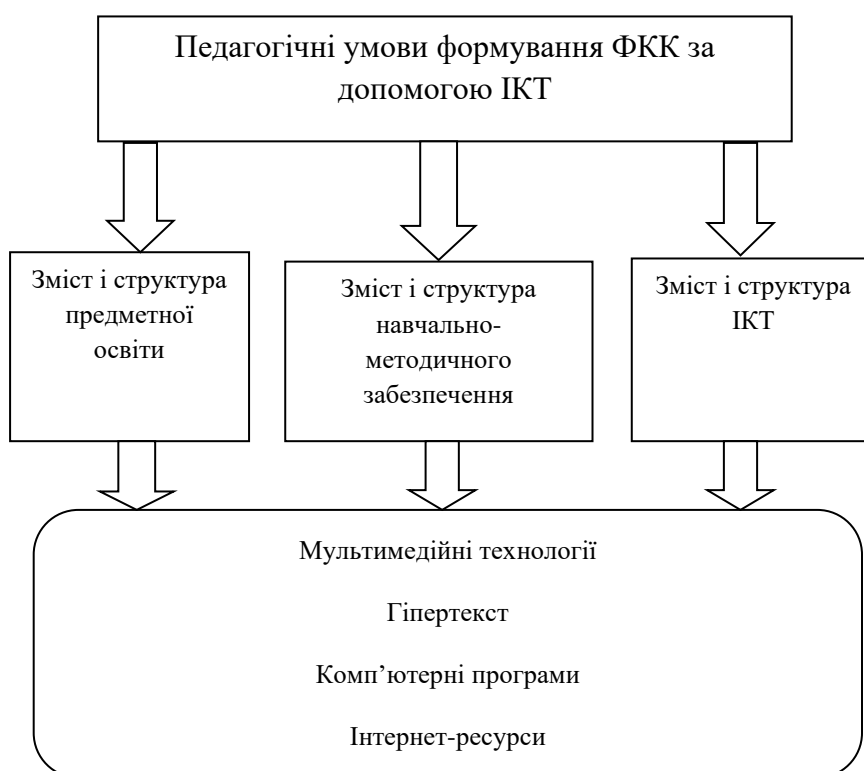 Педагогічні умови формування ФКК за
допомогою ІКТ
Зміст і структура
предметної
освіти
Зміст і структура
навчально-
методичного
забезпечення
Зміст і структура
ІКТ
Мультимедійні технології
Гіпертекст
Комп’ютерні програми
Інтернет-ресурси